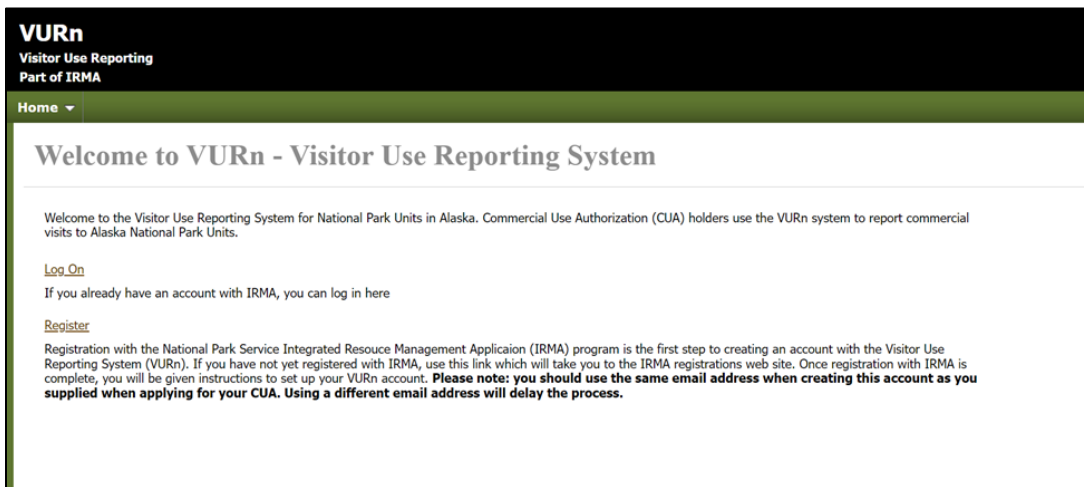 VURn
Visitor Use Reporting
Part of IRMA
Home
Welcome to VURn - Visitor Use Reporting System
Welcome to the Visitor Use Reporting System for National Park Units in Alaska. Commercial Use Authorization (CUA) holders use the VURn system to report commercial
visits to Alaska National Park Units.
Log On
If you already have an account with IRMA, you can log in here
Register
Registration with the National Park Service Integrated Resouce Management Applicaion (IRMA) program is the first step to creating an account with the Visitor Use
Reporting System (VURn). If you have not yet registered with IRMA, use this link which will take you to the IRMA registrations web site. Once registration with IRMA is
complete, you will be given instructions to set up your VURn account. Please note: you should use the same email address when creating this account as you
supplied when applying for your CUA. Using a different email address will delay the process.